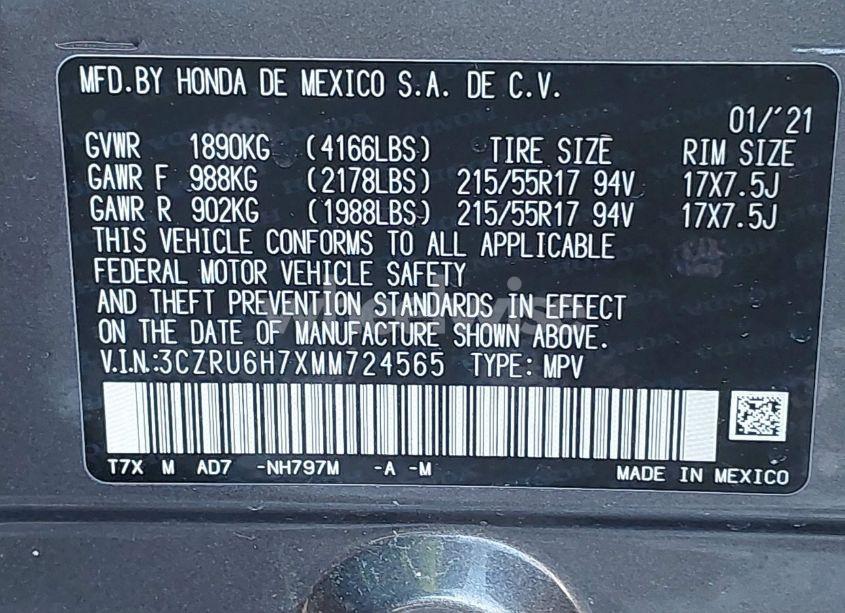 MFD.BY HONDA DE MEXICO S.A. DE C.V.
01/'21
GVWR 1890KG (4166LBS) TIRE SIZE RIM SIZE
GAWR F 988KG (2178LBS) 215/55R17 94V 17X7.5J
GAWR R 902KG (1988LBS) 215/55R17 94V 17X7.5J
THIS VEHICLE CONFORMS TO ALL APPLICABLE
FEDERAL MOTOR VEHICLE SAFETY
AND THEFT PREVENTION STANDARDS IN EFFECT
ON THE DATE OF MANUFACTURE SHOWN ABOVE.
V.I.N.:3CZRU6H7XMM724565 TYPE: MPV
T7X M AD7 -NH797M -A -M
MADE IN MEXICO